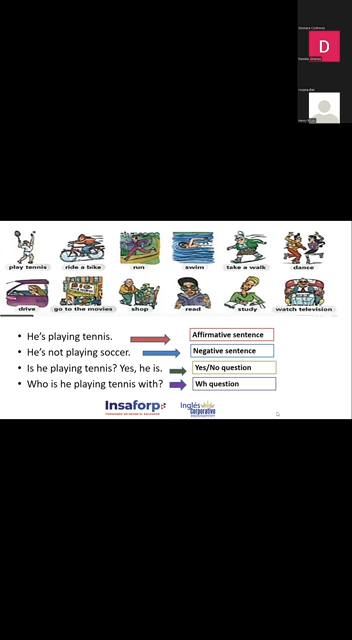 D
play tennis ride a bike run swim take a walk dance
drive go to the movies shop read study watch television
• He's playing tennis. Affirmative sentence
• He's not playing soccer. Negative sentence
• Is he playing tennis? Yes, he is. Yes/No question
• Who is he playing tennis with? Wh question
Insaforp
Inglés
Corporativo